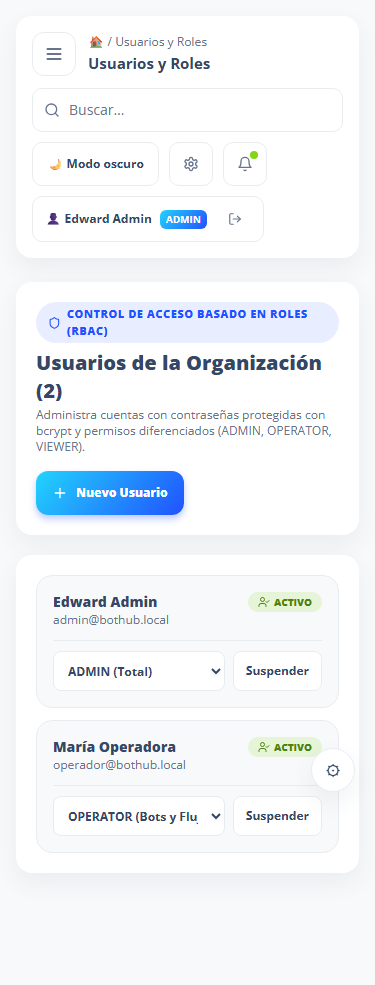 / Usuarios y Roles
Usuarios y Roles
Buscar...
Modo oscuro
Edward Admin ADMIN
CONTROL DE ACCESO BASADO EN ROLES
(RBAC)
Usuarios de la Organización
(2)
Administra cuentas con contraseñas protegidas con
bcrypt y permisos diferenciados (ADMIN, OPERATOR,
VIEWER).
Nuevo Usuario
Edward Admin ACTIVO
admin@bothub.local
ADMIN (Total) Suspender
María Operadora ACTIVO
operador@bothub.local
OPERATOR (Bots y Fluj Suspender